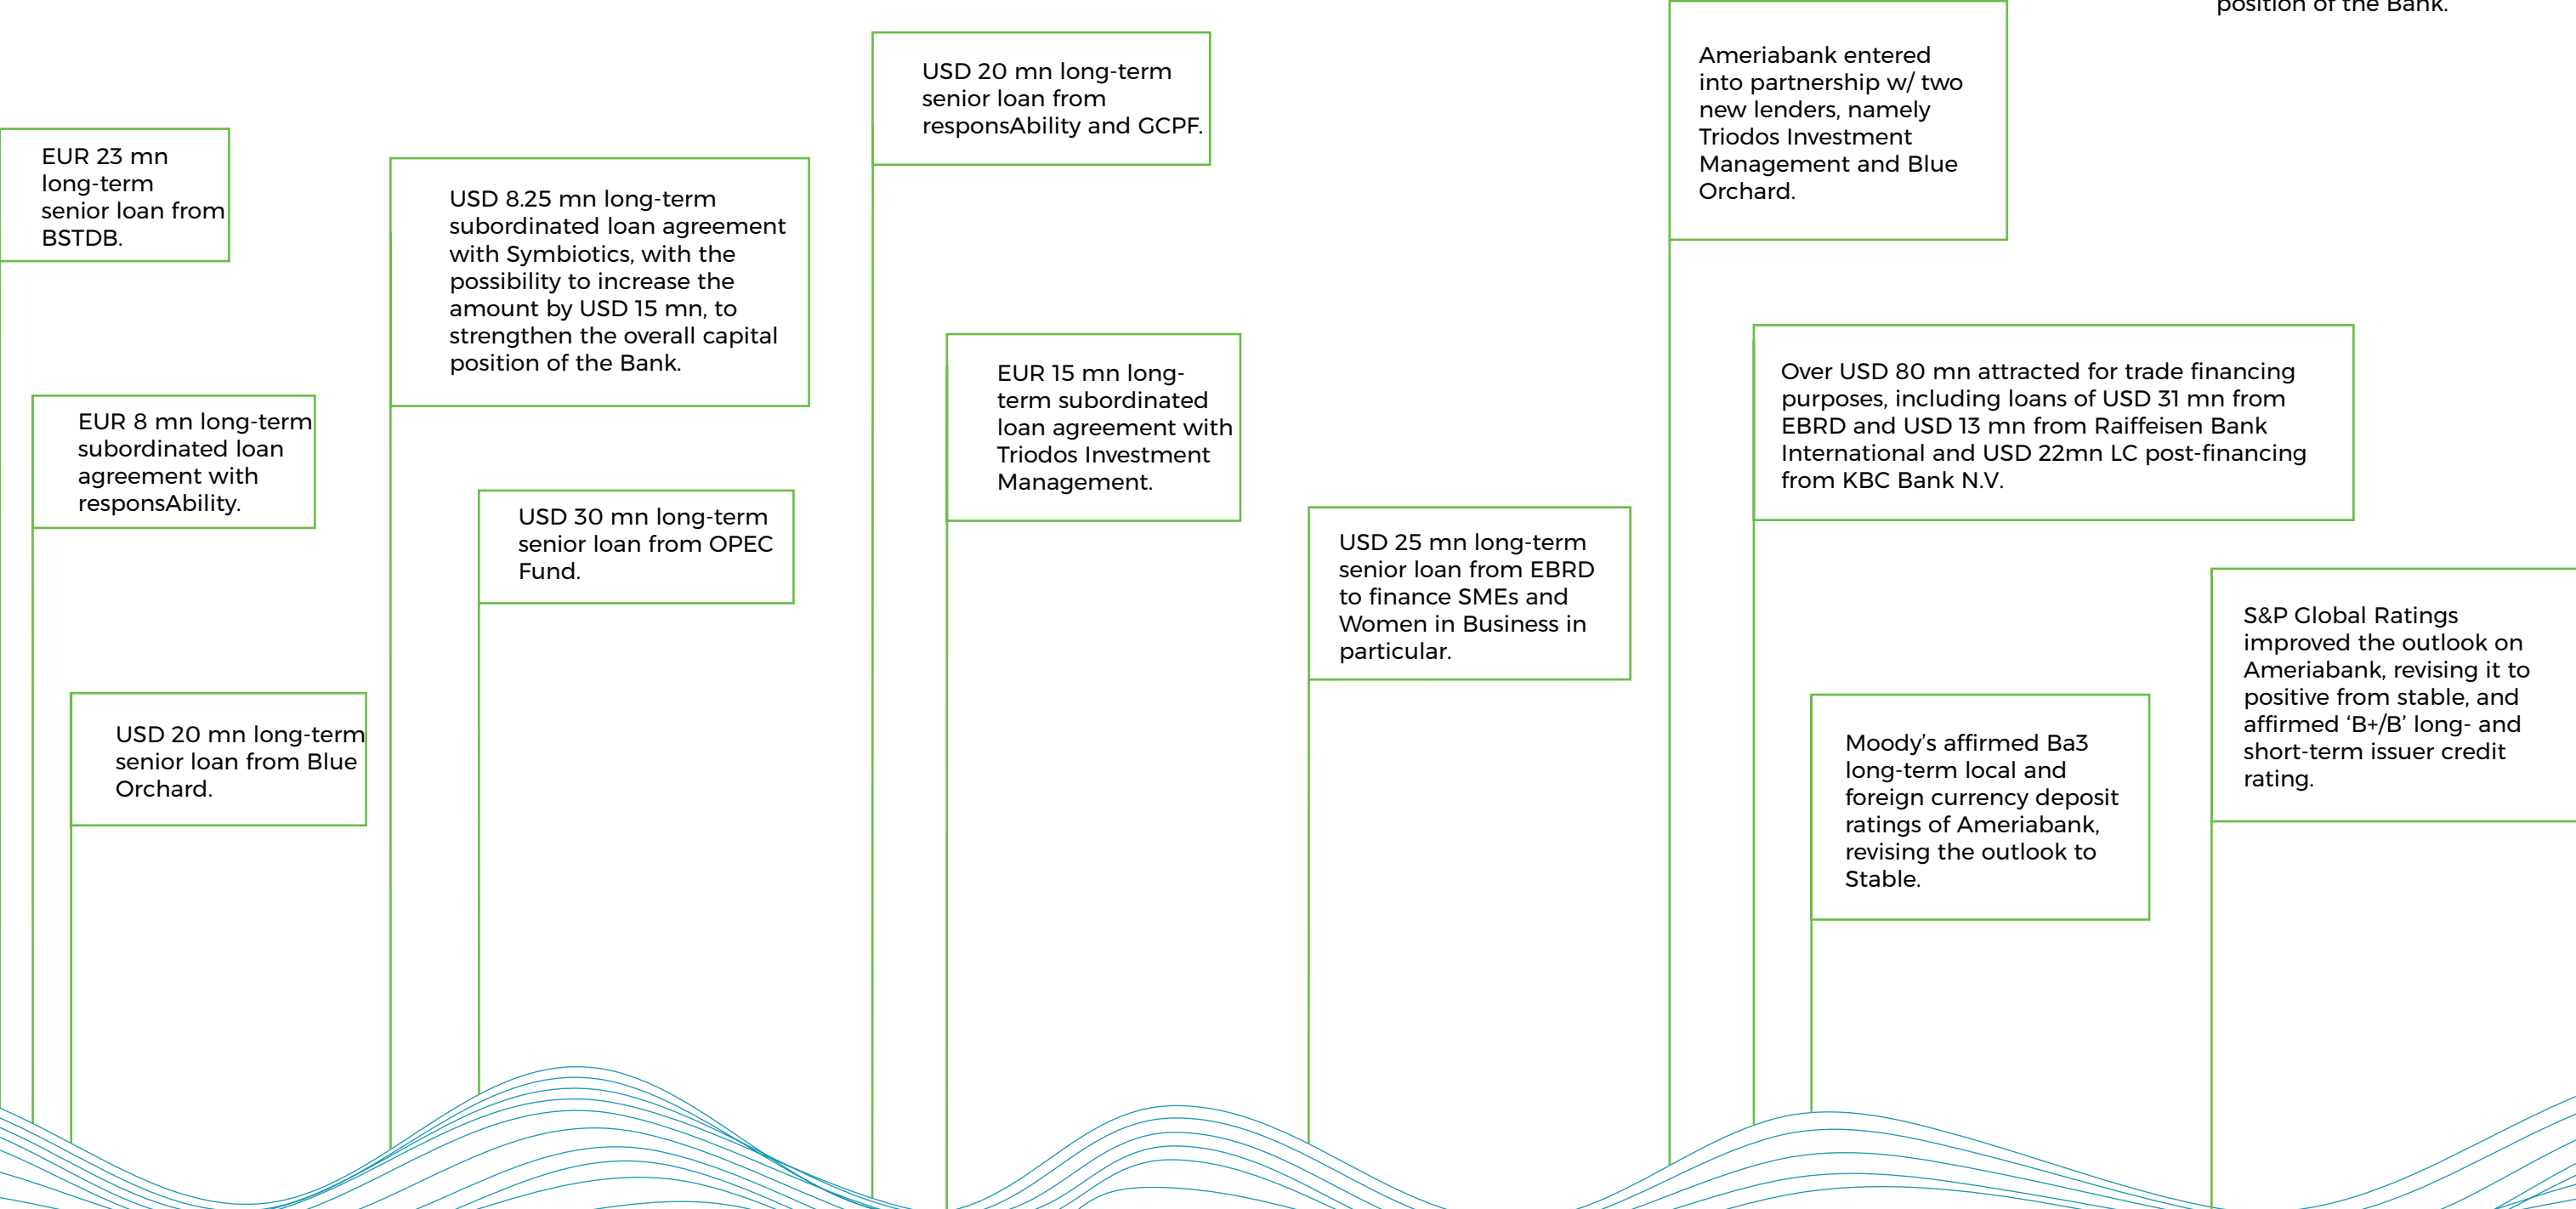 position of the Bank.
EUR 23 mn
long-term
senior loan from
BSTDB.
EUR 8 mn long-term
subordinated loan
agreement with
responsAbility.
USD 20 mn long-term
senior loan from Blue
Orchard.
USD 8.25 mn long-term
subordinated loan agreement
with Symbiotics, with the
possibility to increase the
amount by USD 15 mn, to
strengthen the overall capital
position of the Bank.
USD 30 mn long-term
senior loan from OPEC
Fund.
USD 20 mn long-term
senior loan from
responsAbility and GCPF.
EUR 15 mn long-
term subordinated
loan agreement with
Triodos Investment
Management.
USD 25 mn long-term
senior loan from EBRD
to finance SMEs and
Women in Business in
particular.
Ameriabank entered
into partnership w/ two
new lenders, namely
Triodos Investment
Management and Blue
Orchard.
Over USD 80 mn attracted for trade financing
purposes, including loans of USD 31 mn from
EBRD and USD 13 mn from Raiffeisen Bank
International and USD 22mn LC post-financing
from KBC Bank N.V.
Moody’s affirmed Ba3
long-term local and
foreign currency deposit
ratings of Ameriabank,
revising the outlook to
Stable.
S&P Global Ratings
improved the outlook on
Ameriabank, revising it to
positive from stable, and
affirmed ‘B+/B’ long- and
short-term issuer credit
rating.